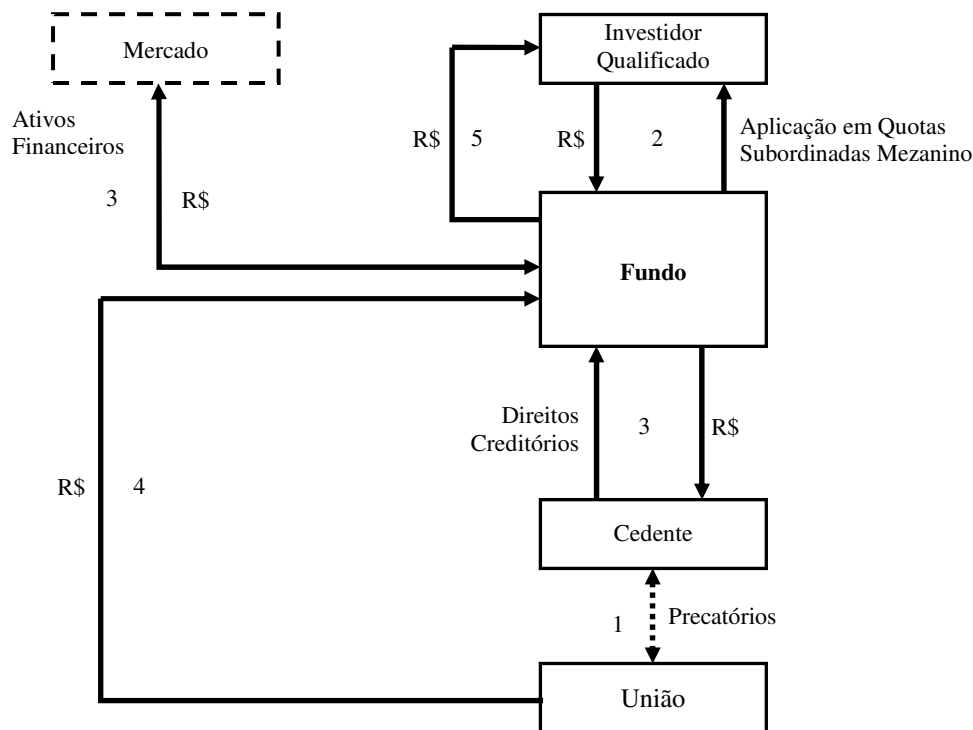 Mercado
Investidor
Qualificado
Ativos
Financeiros
3
R$
R$
5
R$
2
Aplicação em Quotas
Subordinadas Mezanino
Fundo
Direitos
Creditórios
3
R$
R$
4
Cedente
1
Precatórios
União